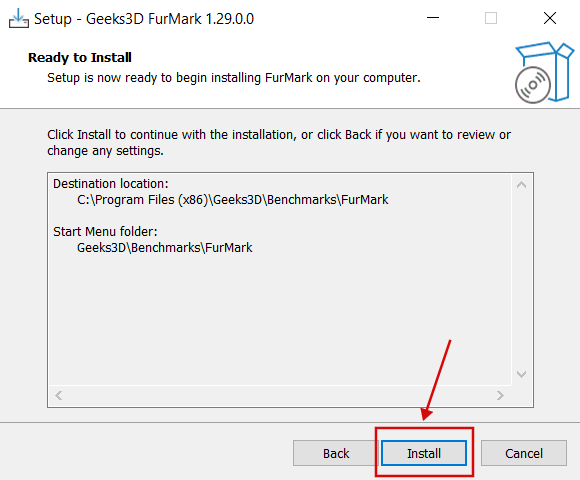 Setup - Geeks3D FurMark 1.29.0.0
Ready to Install
Setup is now ready to begin installing FurMark on your computer.
Click Install to continue with the installation, or click Back if you want to review or
change any settings.
Destination location:
C:\Program Files (x86)\Geeks3D\Benchmarks\FurMark
Start Menu folder:
Geeks3D\Benchmarks\FurMark
Back Install Cancel